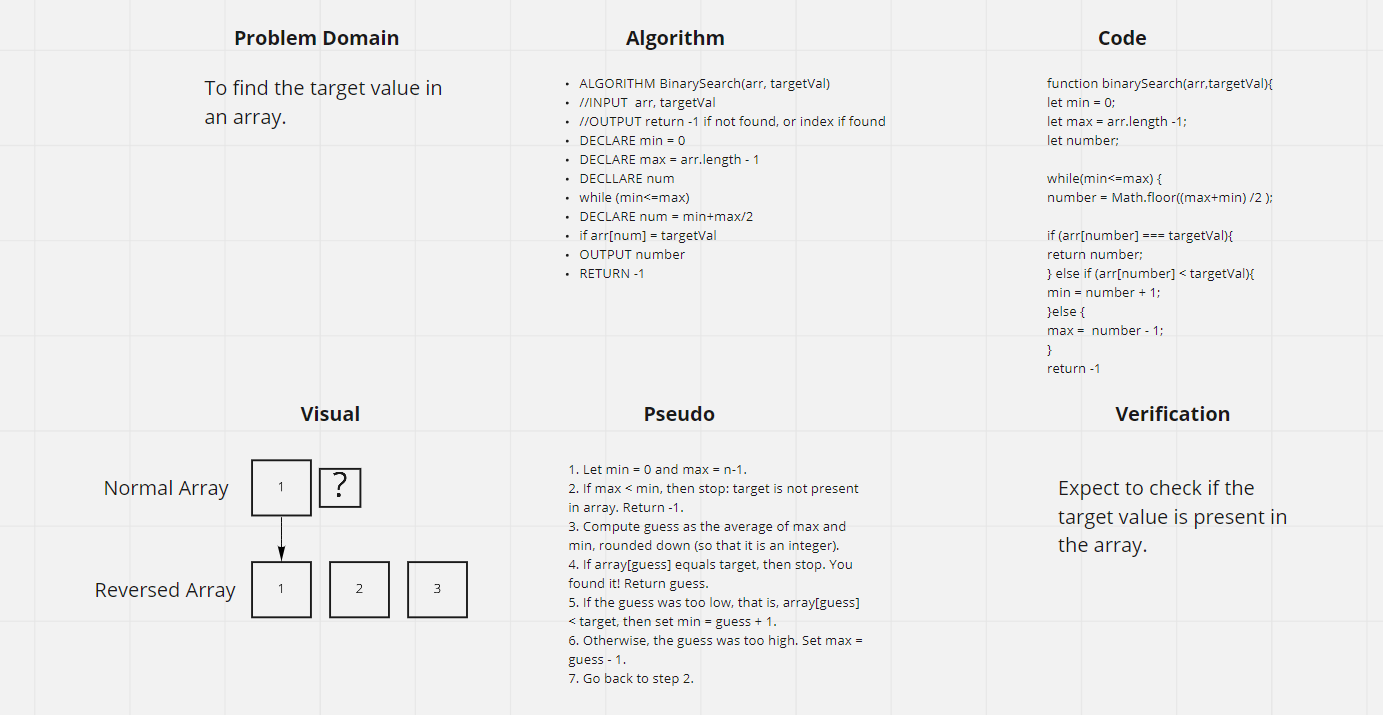 Problem Domain
To find the target value in
an array.
Algorithm
• ALGORITHM BinarySearch(arr, targetVal)
• //INPUT  arr, targetVal
• //OUTPUT return -1 if not found, or index if found
• DECLARE min = 0
• DECLARE max = arr.length - 1
• DECLLARE num
• while (min<=max)
• DECLARE num = min+max/2
• if arr[num] = targetVal
• OUTPUT number
• RETURN -1
Code
function binarySearch(arr,targetVal){
let min = 0;
let max = arr.length -1;
let number;
while(min<=max) {
number = Math.floor((max+min) /2 );
if (arr[number] === targetVal){
return number;
} else if (arr[number] < targetVal){
min = number + 1;
}else {
max =  number - 1;
}
return -1
Visual
Normal Array
1
?
Reversed Array
1 2 3
Pseudo
1. Let min = 0 and max = n-1.
2. If max < min, then stop: target is not present
in array. Return -1.
3. Compute guess as the average of max and
min, rounded down (so that it is an integer).
4. If array[guess] equals target, then stop. You
found it! Return guess.
5. If the guess was too low, that is, array[guess]
< target, then set min = guess + 1.
6. Otherwise, the guess was too high. Set max =
guess - 1.
7. Go back to step 2.
Verification
Expect to check if the
target value is present in
the array.